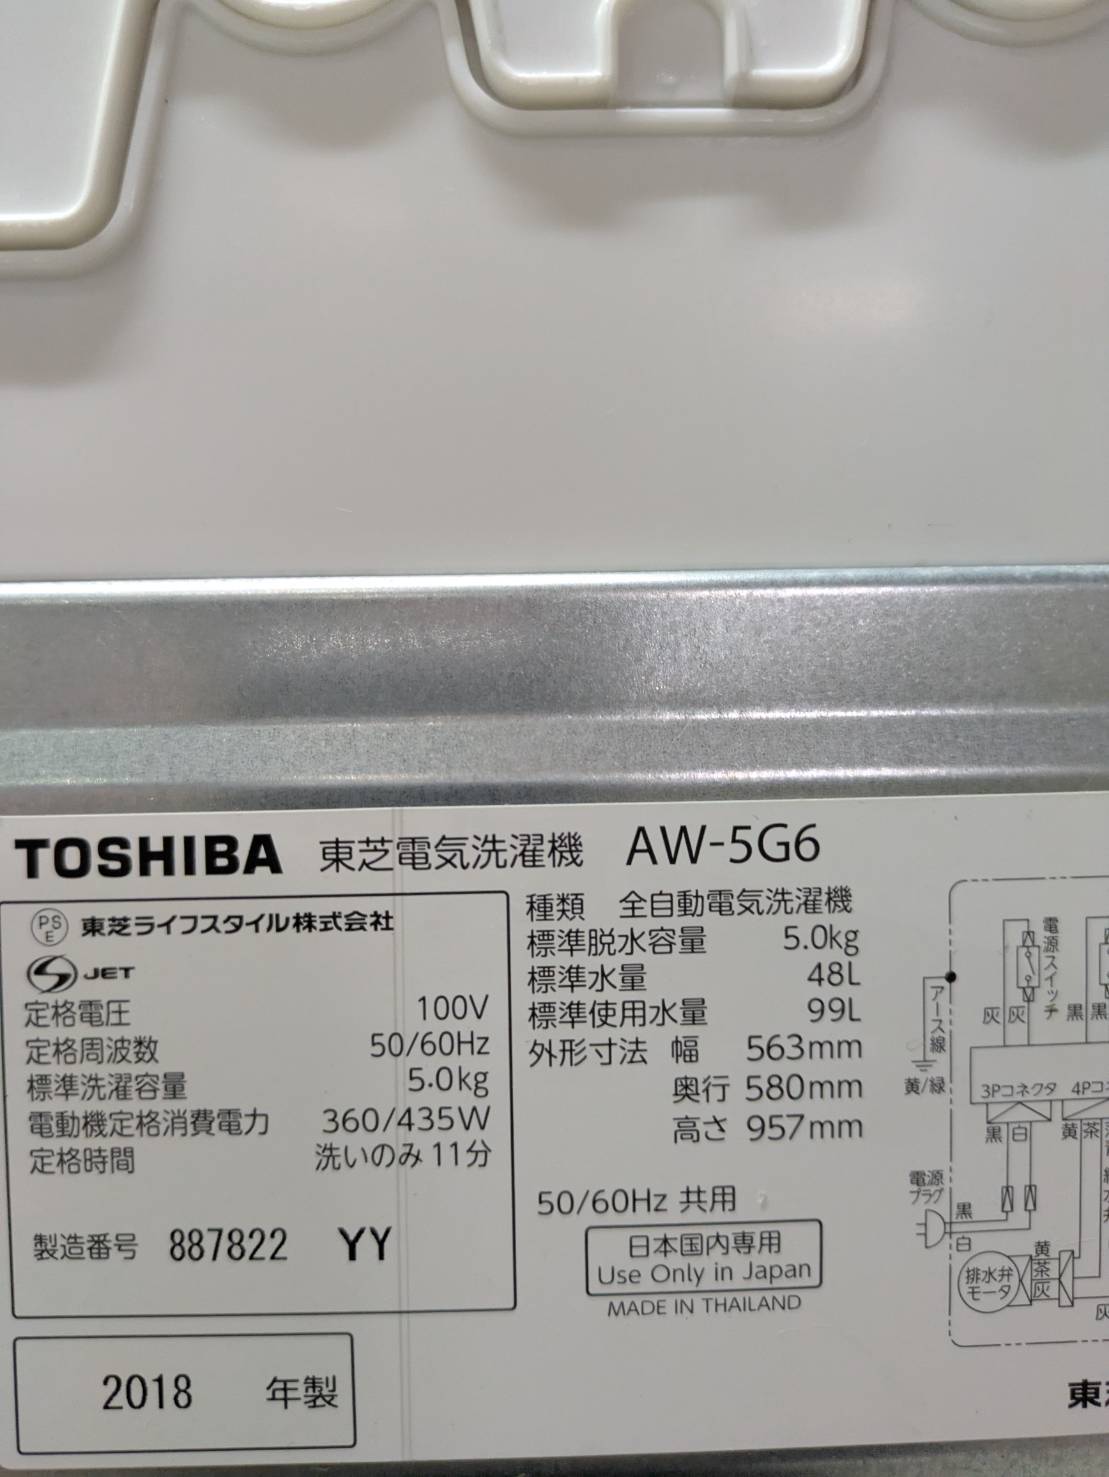 TOSHIBA 東芝電気洗濯機 AW-5G6
PSE 東芝ライフスタイル株式会社
S JET
定格電圧 100V
定格周波数 50/60Hz
標準洗濯容量 5.0kg
電動機定格消費電力 360/435W
定格時間 洗いのみ 11分
製造番号 887822 YY
2018 年製
種類 全自動電気洗濯機
標準脱水容量 5.0kg
標準水量 48L
標準使用水量 99L
外形寸法 幅 563mm
奥行 580mm
高さ 957mm
50/60Hz 共用
日本国内専用
Use Only in Japan
MADE IN THAILAND
電源スイッチ
アース線
灰 灰 黒 黒
黄/緑
3Pコネクタ 4Pコ
黒 白 黄 茶
電源
プラグ
黒
白
排水弁
モータ
黄
茶
灰
灰
東芝